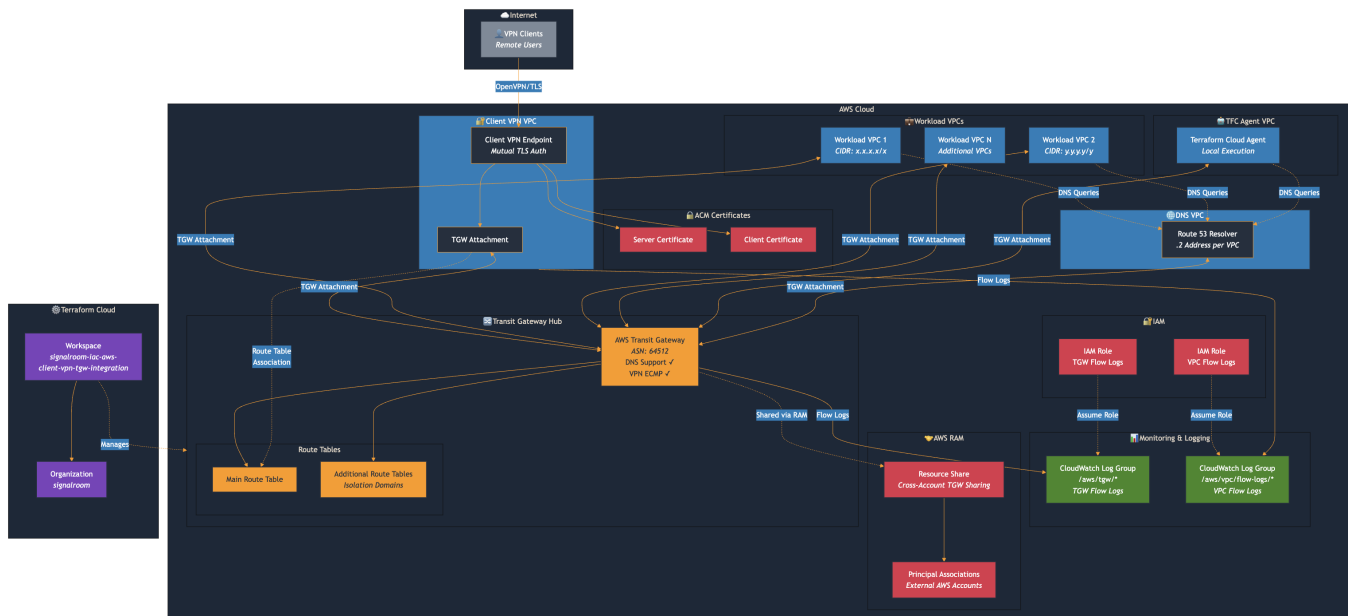 ☁️Internet
👤VPN Clients
Remote Users
OpenVPN/TLS
AWS Cloud
🔐Client VPN VPC
Client VPN Endpoint
Mutual TLS Auth
TGW Attachment
💼Workload VPCs
Workload VPC 1
CIDR: x.x.x.x/x
Workload VPC N
Additional VPCs
Workload VPC 2
CIDR: y.y.y.y/y
🤖TFC Agent VPC
Terraform Cloud Agent
Local Execution
DNS Queries
DNS Queries
DNS Queries
🔒ACM Certificates
Server Certificate
Client Certificate
🌐DNS VPC
Route 53 Resolver
.2 Address per VPC
TGW Attachment
TGW Attachment
TGW Attachment
TGW Attachment
TGW Attachment
TGW Attachment
Flow Logs
⚙️Terraform Cloud
Workspace
signalroom-iac-aws-
client-vpn-tgw-integration
Manages
Organization
signalroom
🔀Transit Gateway Hub
AWS Transit Gateway
ASN: 64512
DNS Support ✓
VPN ECMP ✓
Route Table
Association
Shared via RAM
Flow Logs
Route Tables
Main Route Table
Additional Route Tables
Isolation Domains
🔐IAM
IAM Role
TGW Flow Logs
IAM Role
VPC Flow Logs
Assume Role
Assume Role
🤝AWS RAM
Resource Share
Cross-Account TGW Sharing
Principal Associations
External AWS Accounts
📊Monitoring & Logging
CloudWatch Log Group
/aws/tgw/*
TGW Flow Logs
CloudWatch Log Group
/aws/vpc/flow-logs/*
VPC Flow Logs